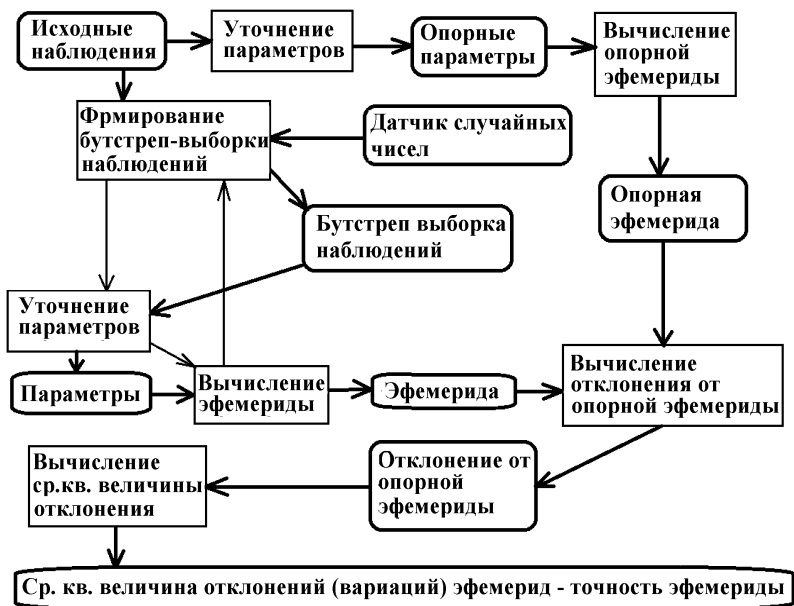 Исходные
наблюдения
Уточнение
параметров
Опорные
параметры
Вычисление
опорной
эфемериды
Фрмирование
бутстреп-выборки
наблюдений
Датчик случайных
чисел
Опорная
эфемерида
Бутстреп выборка
наблюдений
Уточнение
параметров
Параметры
Вычисление
эфемериды
Эфемерида
Вычисление
отклонения от
опорной эфемериды
Вычисление
ср.кв. величины
отклонения
Отклонение от
опорной
эфемериды
Ср. кв. величина отклонений (вариаций) эфемерид - точность эфемериды